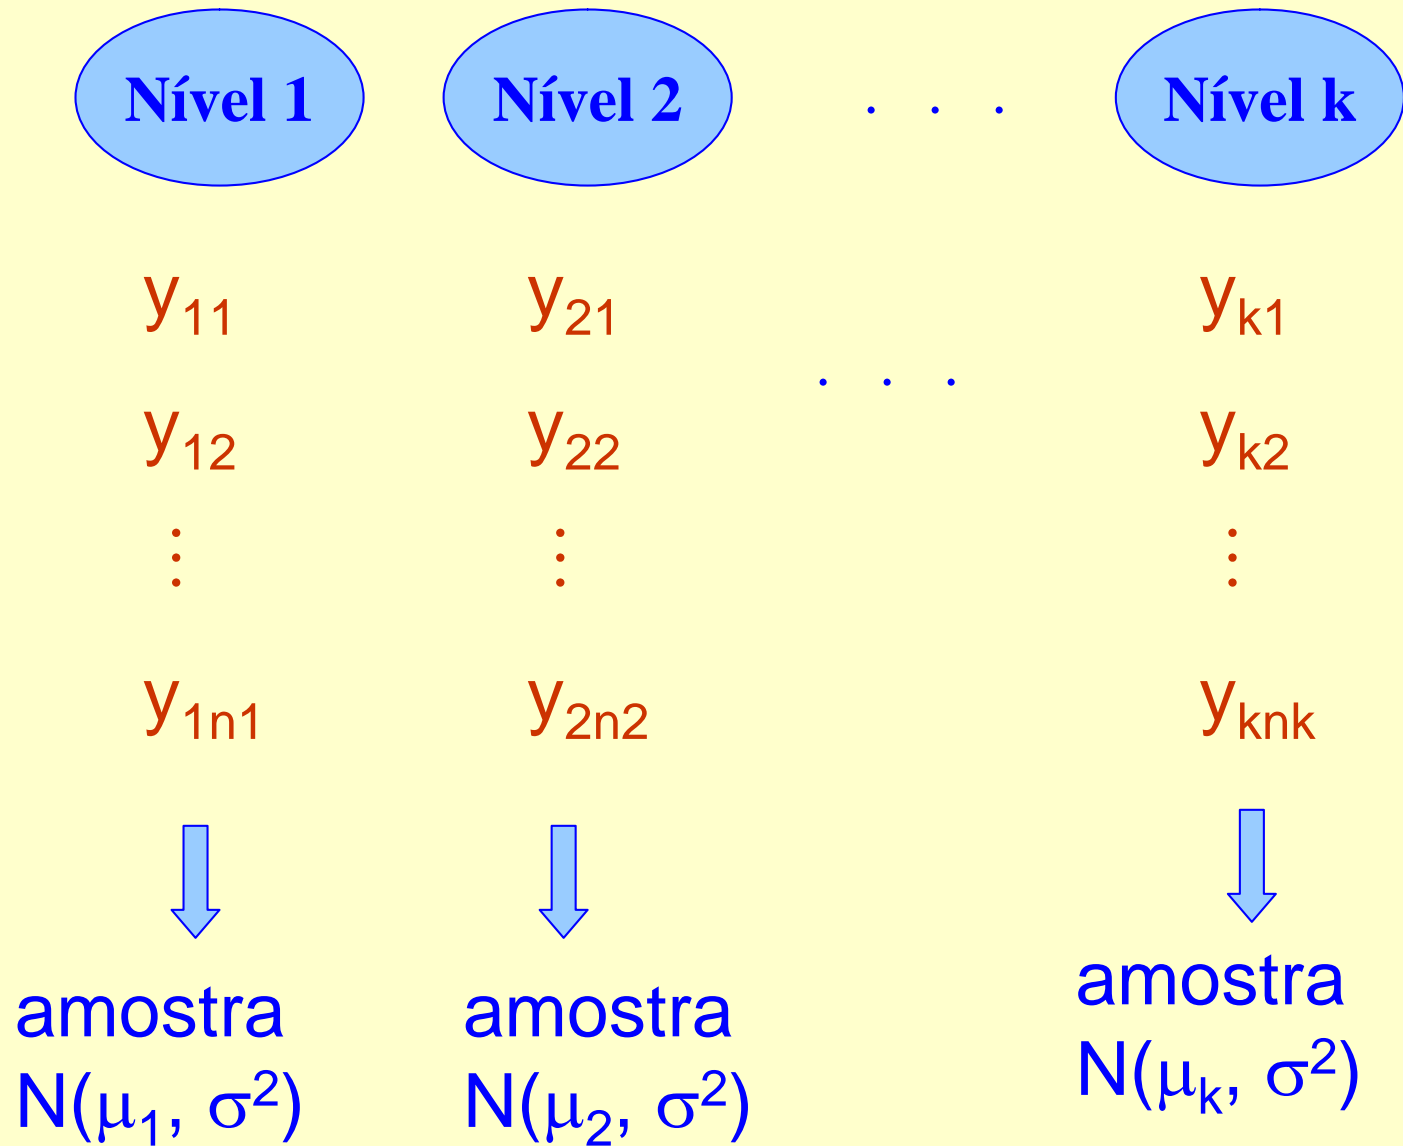 Nível 1 Nível 2 . . . Nível k
y₁₁ y₂₁ yₖ₁
. . .
y₁₂ y₂₂ yₖ₂
⋮ ⋮ ⋮
y₁ₙ₁ y₂ₙ₂ yₖₙₖ
amostra amostra amostra
N(μ₁, σ²) N(μ₂, σ²) N(μₖ, σ²)